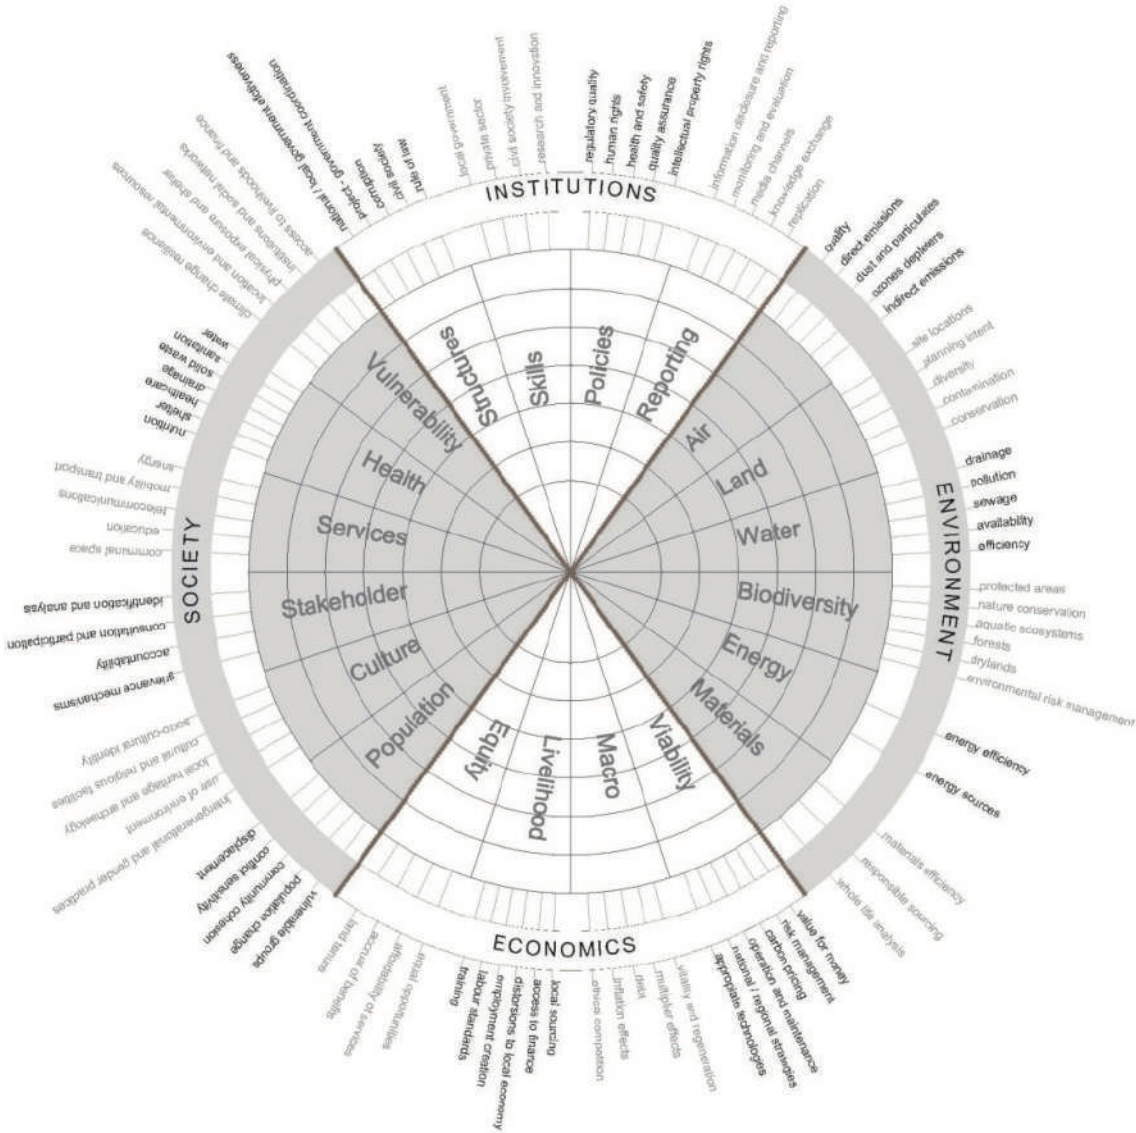 INSTITUTIONS
ENVIRONMENT
ECONOMICS
SOCIETY
Structures
Skills
Policies
Reporting
Air
Land
Water
Biodiversity
Energy
Materials
Viability
Macro
Livelihood
Equity
Population
Culture
Stakeholder
Services
Health
Vulnerability
national / local government efectiveness
project - government coordination
corruption
civil society
rule of law
local government
private sector
civil society involvement
research and innovation
regulatory quality
human rights
health and safety
quality assurance
intellectual property rights
information disclosure and reporting
monitoring and evaluation
media channels
knowledge exchange
replication
quality
direct emissions
dust and particulates
ozones depleters
indirect emissions
site locations
planning intent
diversity
contamination
conservation
drainage
pollution
sewage
availability
efficiency
protected areas
nature conservation
aquatic ecosystems
forests
drylands
environmental risk management
energy efficiency
energy sources
materials efficiency
responsible sourcing
whole life analysis
value for money
risk management
carbon pricing
operation and maintenance
national / regional strategies
appropiate technologies
vitality and regeneration
multiplier effects
debt
inflation effects
ethica competition
local sourcing
access to finance
distorsions to local economy
employment creation
labour standards
training
equal opportunities
affordability of services
accrual of benefits
land tenure
vulnerable groups
population change
community cohesion
conflict sensitivity
displacement
intergenerational and gender practices
use of environment
local heritage and archaelogy
cultural and religious facilities
socio-cultural identity
grievance mechanisms
accountability
consultation and participation
identification and analysis
communal space
education
telecommunications
mobility and transport
energy
nutrition
shelter
healthcare
drainage
solid waste
sanitation
water
climate change resilience
location and environmental resources
physical exposure and shelter
institutions and social networks
access to livelihoods and finance